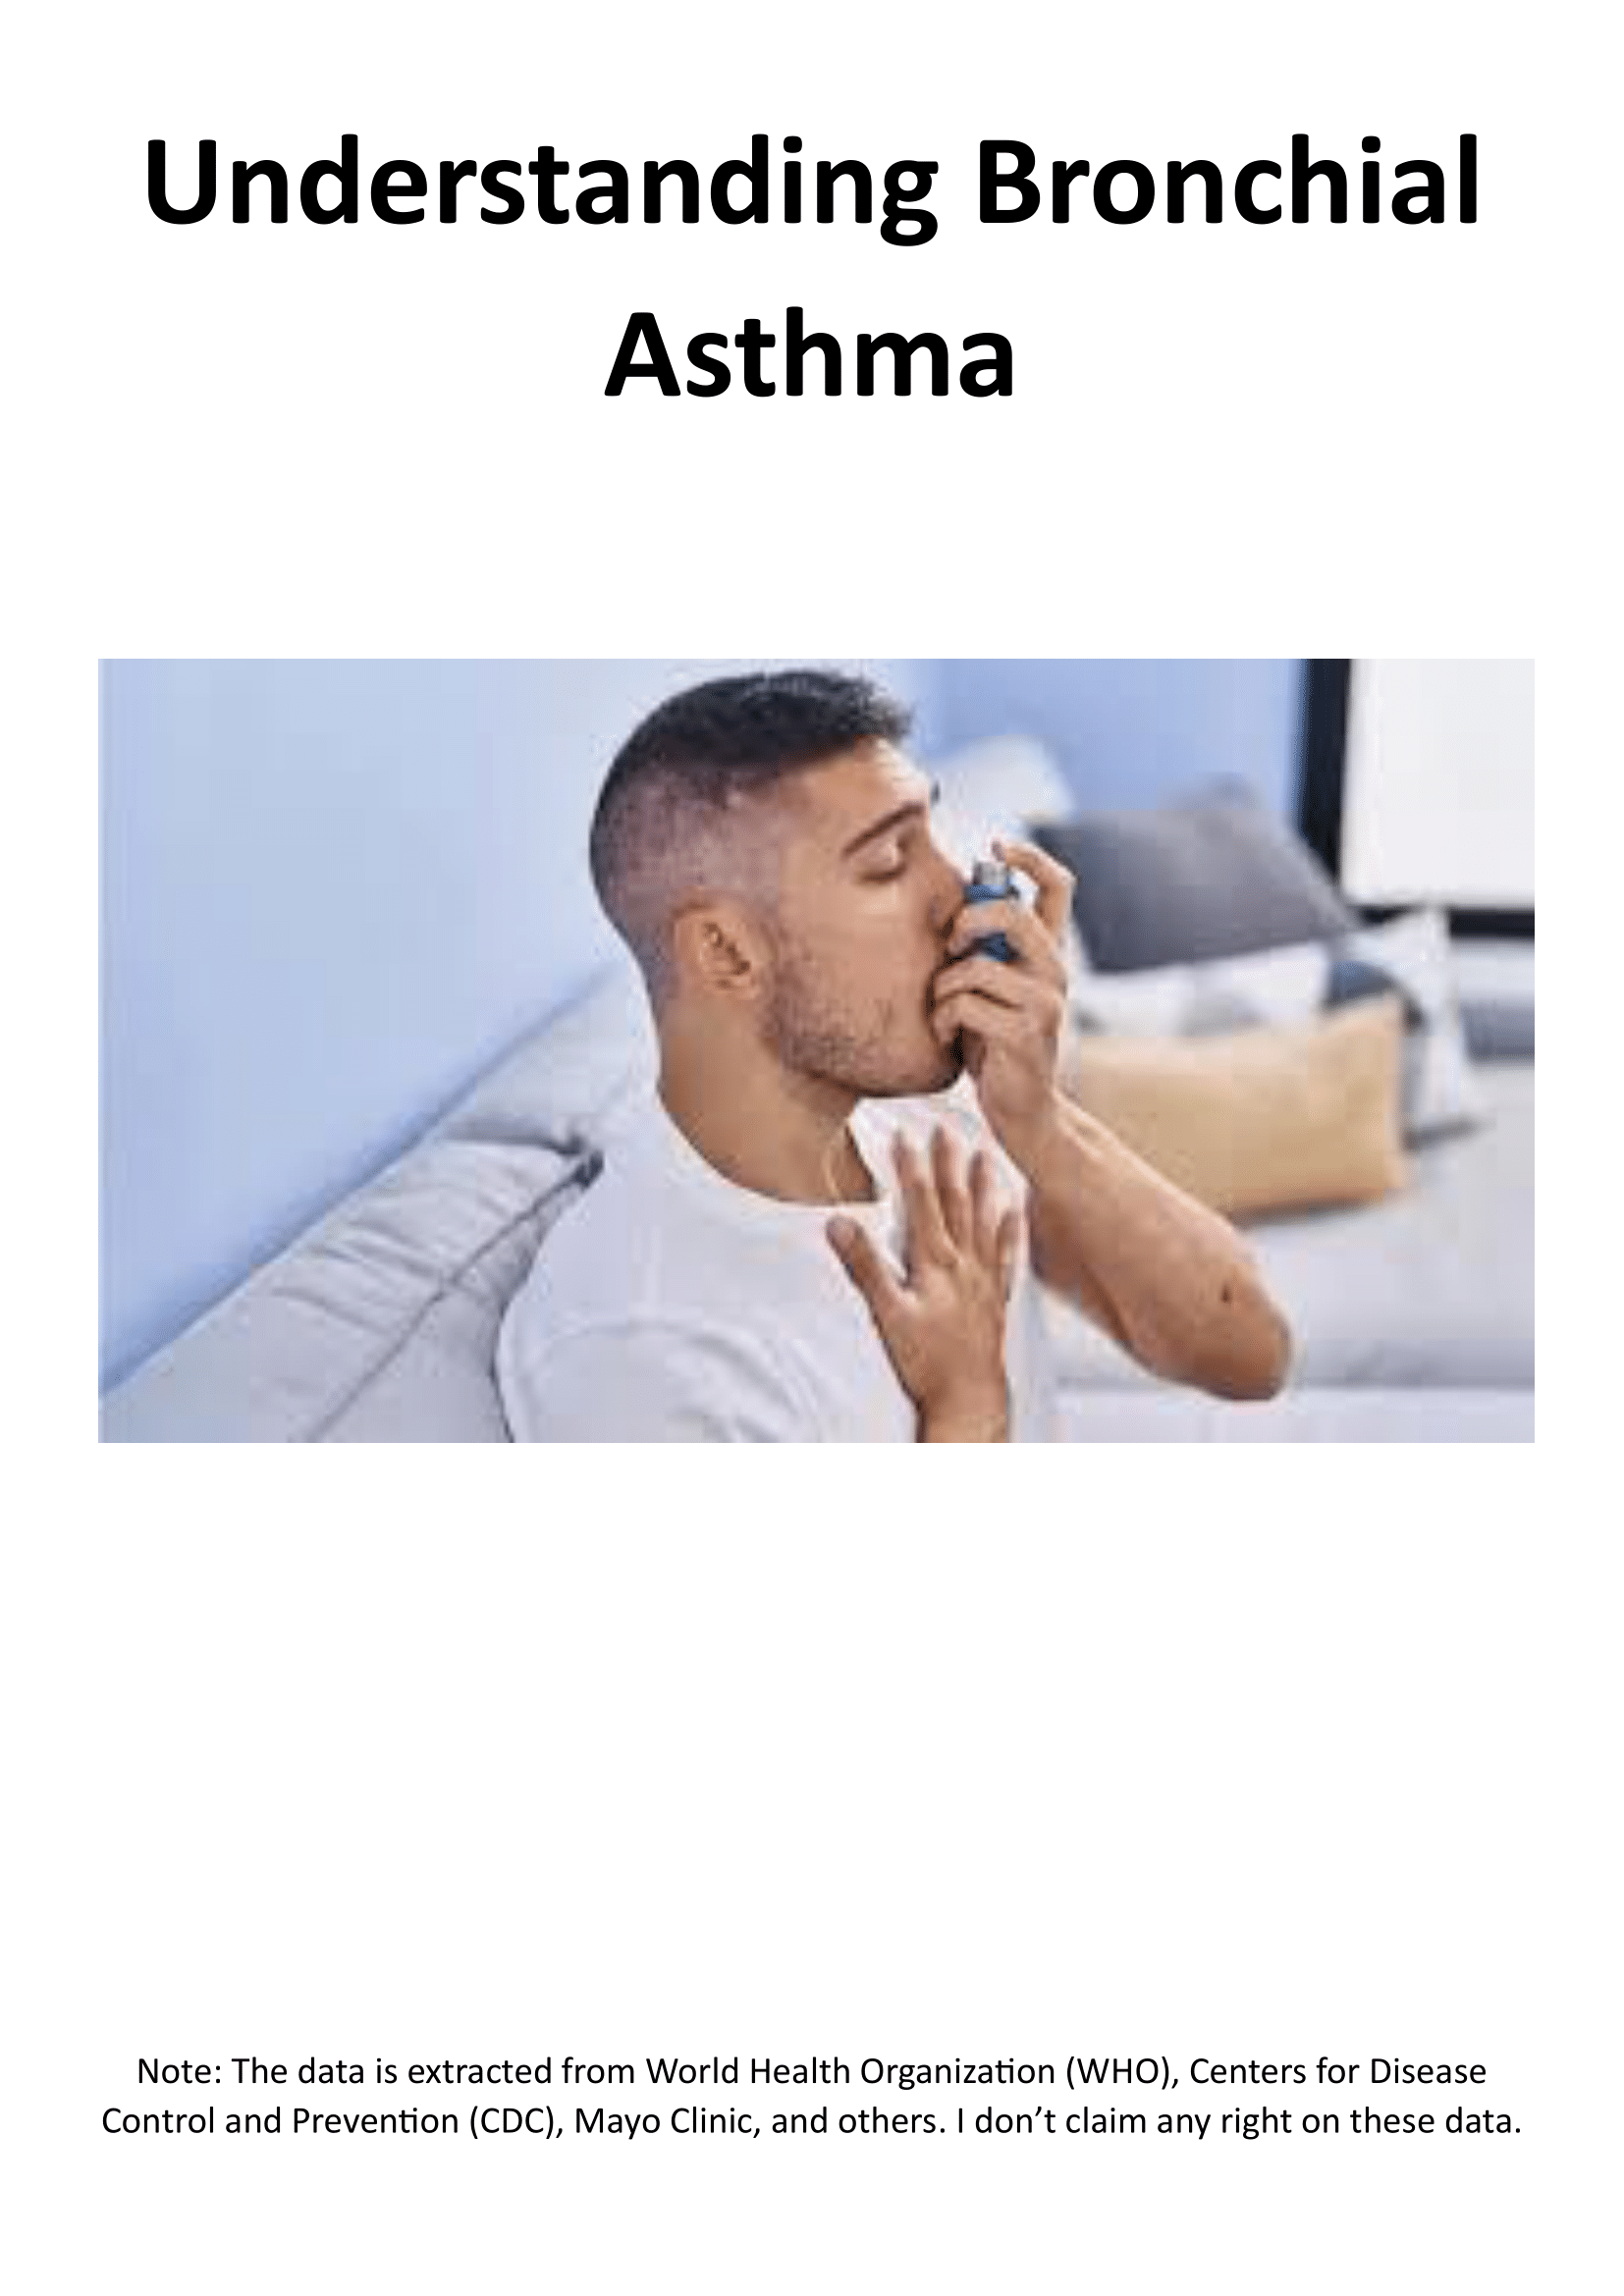 Understanding Bronchial
Asthma
Note: The data is extracted from World Health Organization (WHO), Centers for Disease
Control and Prevention (CDC), Mayo Clinic, and others. I don’t claim any right on these data.